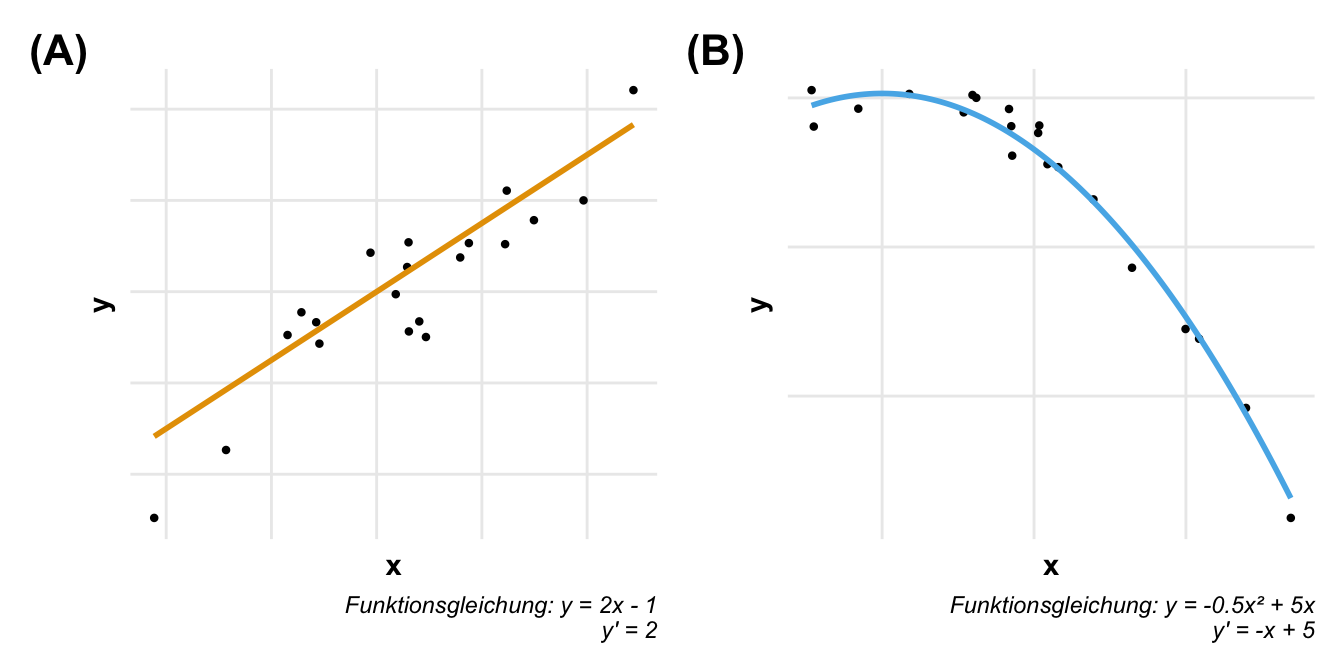 (A)
y
x
Funktionsgleichung: y = 2x - 1
y' = 2
(B)
y
x
Funktionsgleichung: y = -0.5x² + 5x
y' = -x + 5